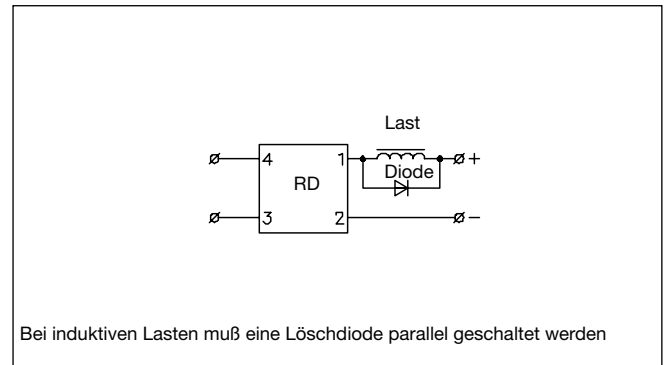 Last
4 1 +
Diode
RD
3 2 −
Bei induktiven Lasten muß eine Löschdiode parallel geschaltet werden